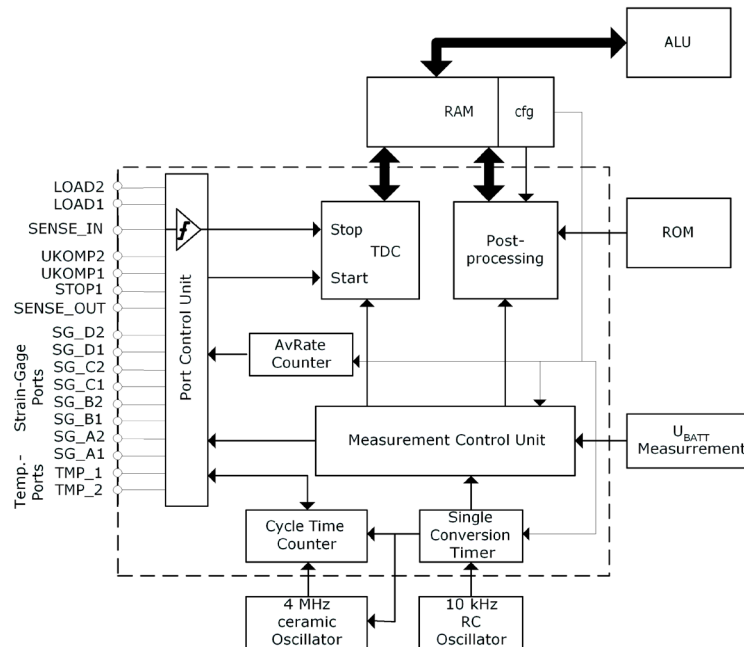 ALU
RAM
cfg
LOAD2
LOAD1
SENSE_IN
UKOMP2
UKOMP1
STOP1
SENSE_OUT
SG_D2
SG_D1
SG_C2
SG_C1
SG_B2
SG_B1
SG_A2
SG_A1
TMP_1
TMP_2
Strain-Gage
Ports
Temp.-
Ports
Port Control Unit
Stop
TDC
Start
Post-
processing
ROM
AvRate
Counter
Measurement Control Unit
UBATT
Measurrement
Cycle Time
Counter
Single
Conversion
Timer
4 MHz
ceramic
Oscillator
10 kHz
RC
Oscillator